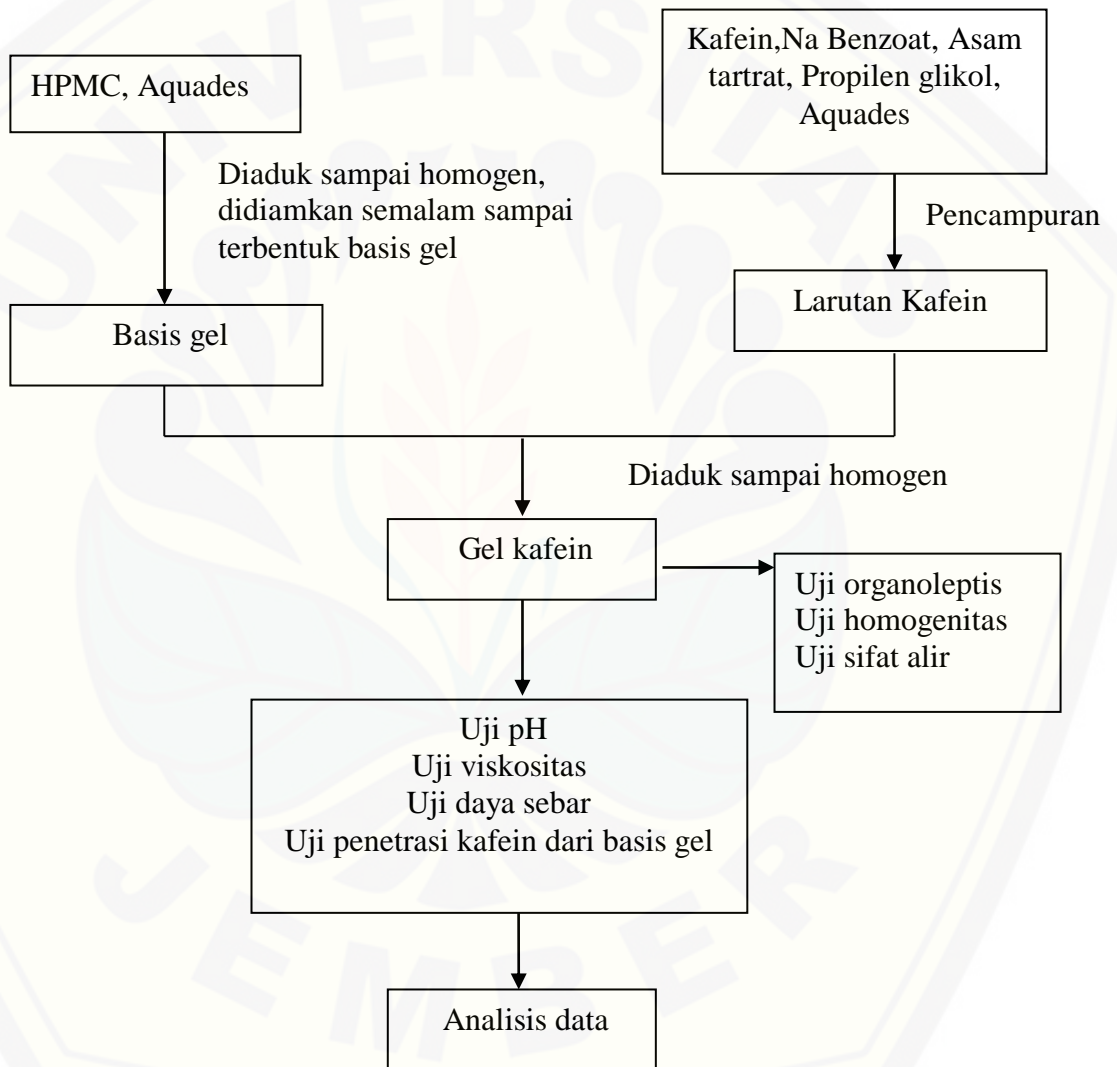 UNIVERSITAS
HPMC, Aquades
Kafein,Na Benzoat, Asam
tartrat, Propilen glikol,
Aquades
Diaduk sampai homogen,
didiamkan semalam sampai
terbentuk basis gel
Pencampuran
Basis gel
Larutan Kafein
Diaduk sampai homogen
Gel kafein
Uji organoleptis
Uji homogenitas
Uji sifat alir
Uji pH
Uji viskositas
Uji daya sebar
Uji penetrasi kafein dari basis gel
Analisis data
JEMBER